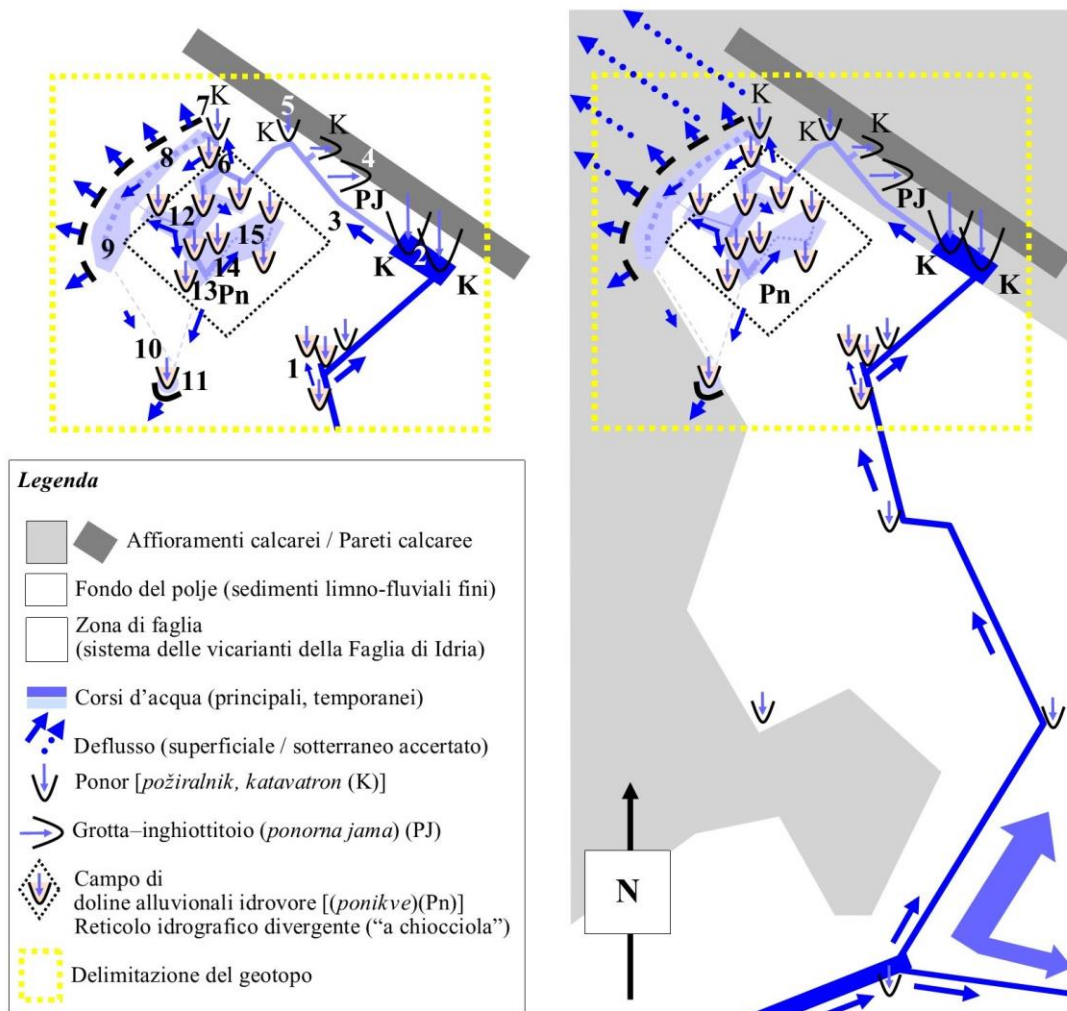 7 K
5
K
K
8
6
4
PJ
12
3
9
15
2
14
K
13 Pn
K
10
1
11
K
K
K
PJ
K
Pn
K
Legenda
Affioramenti calcarei / Pareti calcaree
Fondo del polje (sedimenti limno-fluviali fini)
Zona di faglia
(sistema delle vicarianti della Faglia di Idria)
Corsi d'acqua (principali, temporanei)
Deflusso (superficiale / sotterraneo accertato)
Ponor [požiralnik, katavatron (K)]
Grotta–inghiottitoio (ponorna jama) (PJ)
Campo di
doline alluvionali idrovore [(ponikve)(Pn)]
Reticolo idrografico divergente (“a chiocciola”)
Delimitazione del geotopo
N